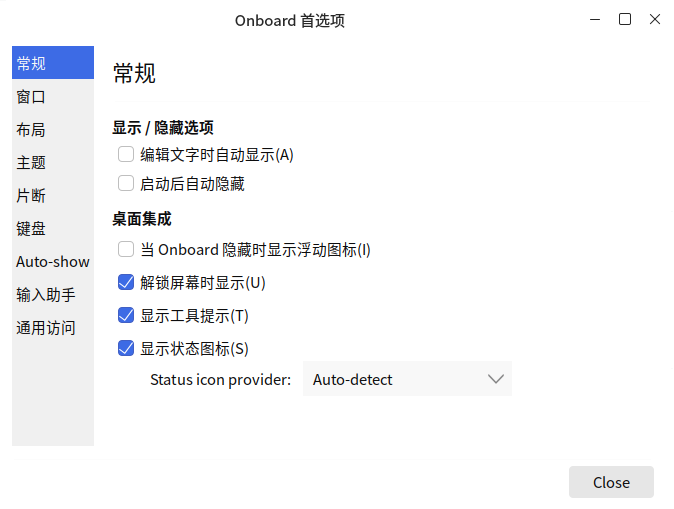 Onboard 首选项
常规
窗口
布局
主题
片断
键盘
Auto-show
输入助手
通用访问
常规
显示 / 隐藏选项
编辑文字时自动显示(A)
启动后自动隐藏
桌面集成
当 Onboard 隐藏时显示浮动图标(I)
解锁屏幕时显示(U)
显示工具提示(T)
显示状态图标(S)
Status icon provider: Auto-detect
Close